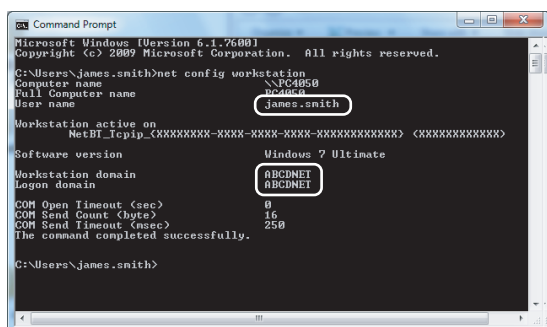 Command Prompt
Microsoft Windows [Version 6.1.7600]
Copyright (c) 2009 Microsoft Corporation.  All rights reserved.
C:\Users\james.smith>net config workstation
Computer name \\PC4050
Full Computer name PC4050
User name james.smith
Workstation active on
NetBT_Tcpip_{XXXXXXXX-XXXX-XXXX-XXXX-XXXXXXXXXXXX} (XXXXXXXXXXXX)
Software version Windows 7 Ultimate
Workstation domain ABCDNET
Logon domain ABCDNET
COM Open Timeout (sec) 0
COM Send Count (byte) 16
COM Send Timeout (msec) 250
The command completed successfully.
C:\Users\james.smith>